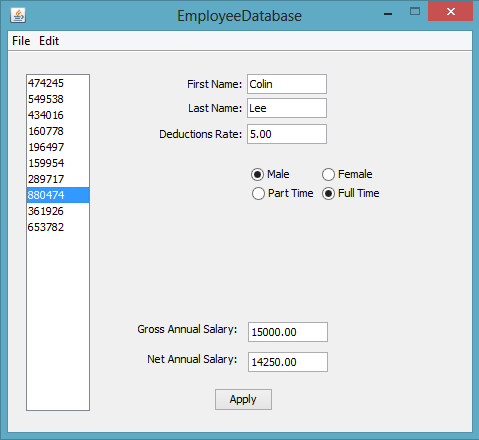 EmployeeDatabase
File Edit
474245
549538
434016
160778
196497
159954
289717
880474
361926
653782
First Name: Colin
Last Name: Lee
Deductions Rate: 5.00
Male Female
Part Time Full Time
Gross Annual Salary: 15000.00
Net Annual Salary: 14250.00
Apply